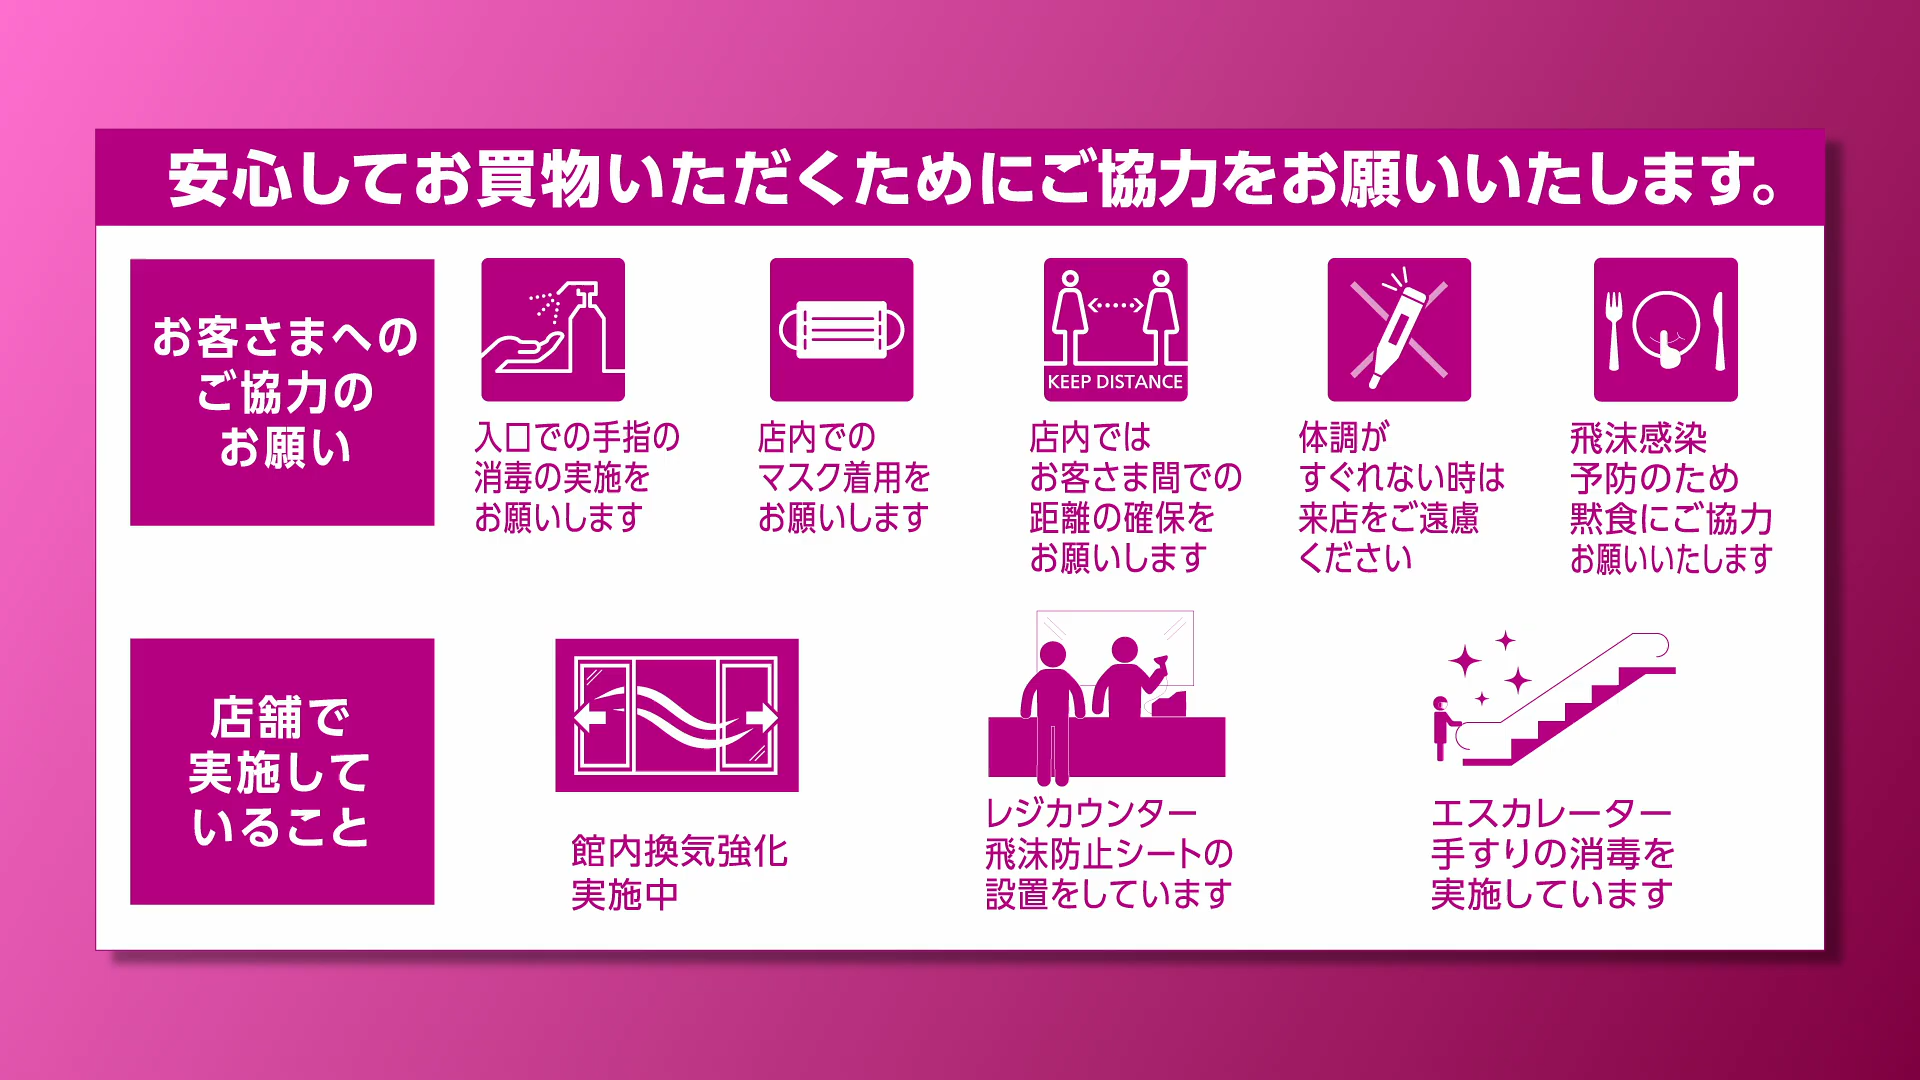 安心してお買物いただくためにご協力をお願いいたします。
お客さまへの
ご協力の
お願い
入口での手指の
消毒の実施を
お願いします
店内での
マスク着用を
お願いします
KEEP DISTANCE
店内では
お客さま間での
距離の確保を
お願いします
体調が
すぐれない時は
来店をご遠慮
ください
飛沫感染
予防のため
黙食にご協力
お願いいたします
店舗で
実施して
いること
館内換気強化
実施中
レジカウンター
飛沫防止シートの
設置をしています
エスカレーター
手すりの消毒を
実施しています